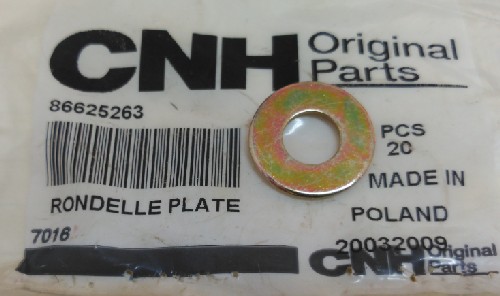 CNH Original Parts
86625263
PCS
20
RONDELLE PLATE
MADE IN
POLAND
7016
20032009
CNH Original Parts